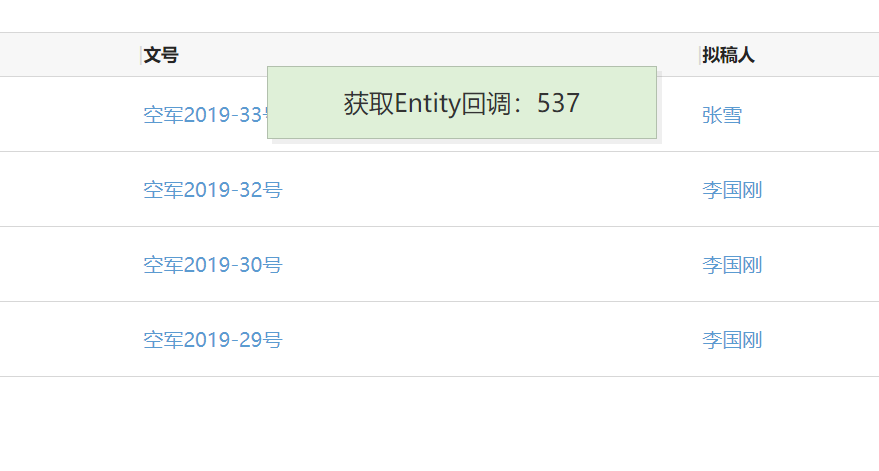 文号 拟稿人
获取Entity回调：537
空军2019-33号 张雪
空军2019-32号 李国刚
空军2019-30号 李国刚
空军2019-29号 李国刚